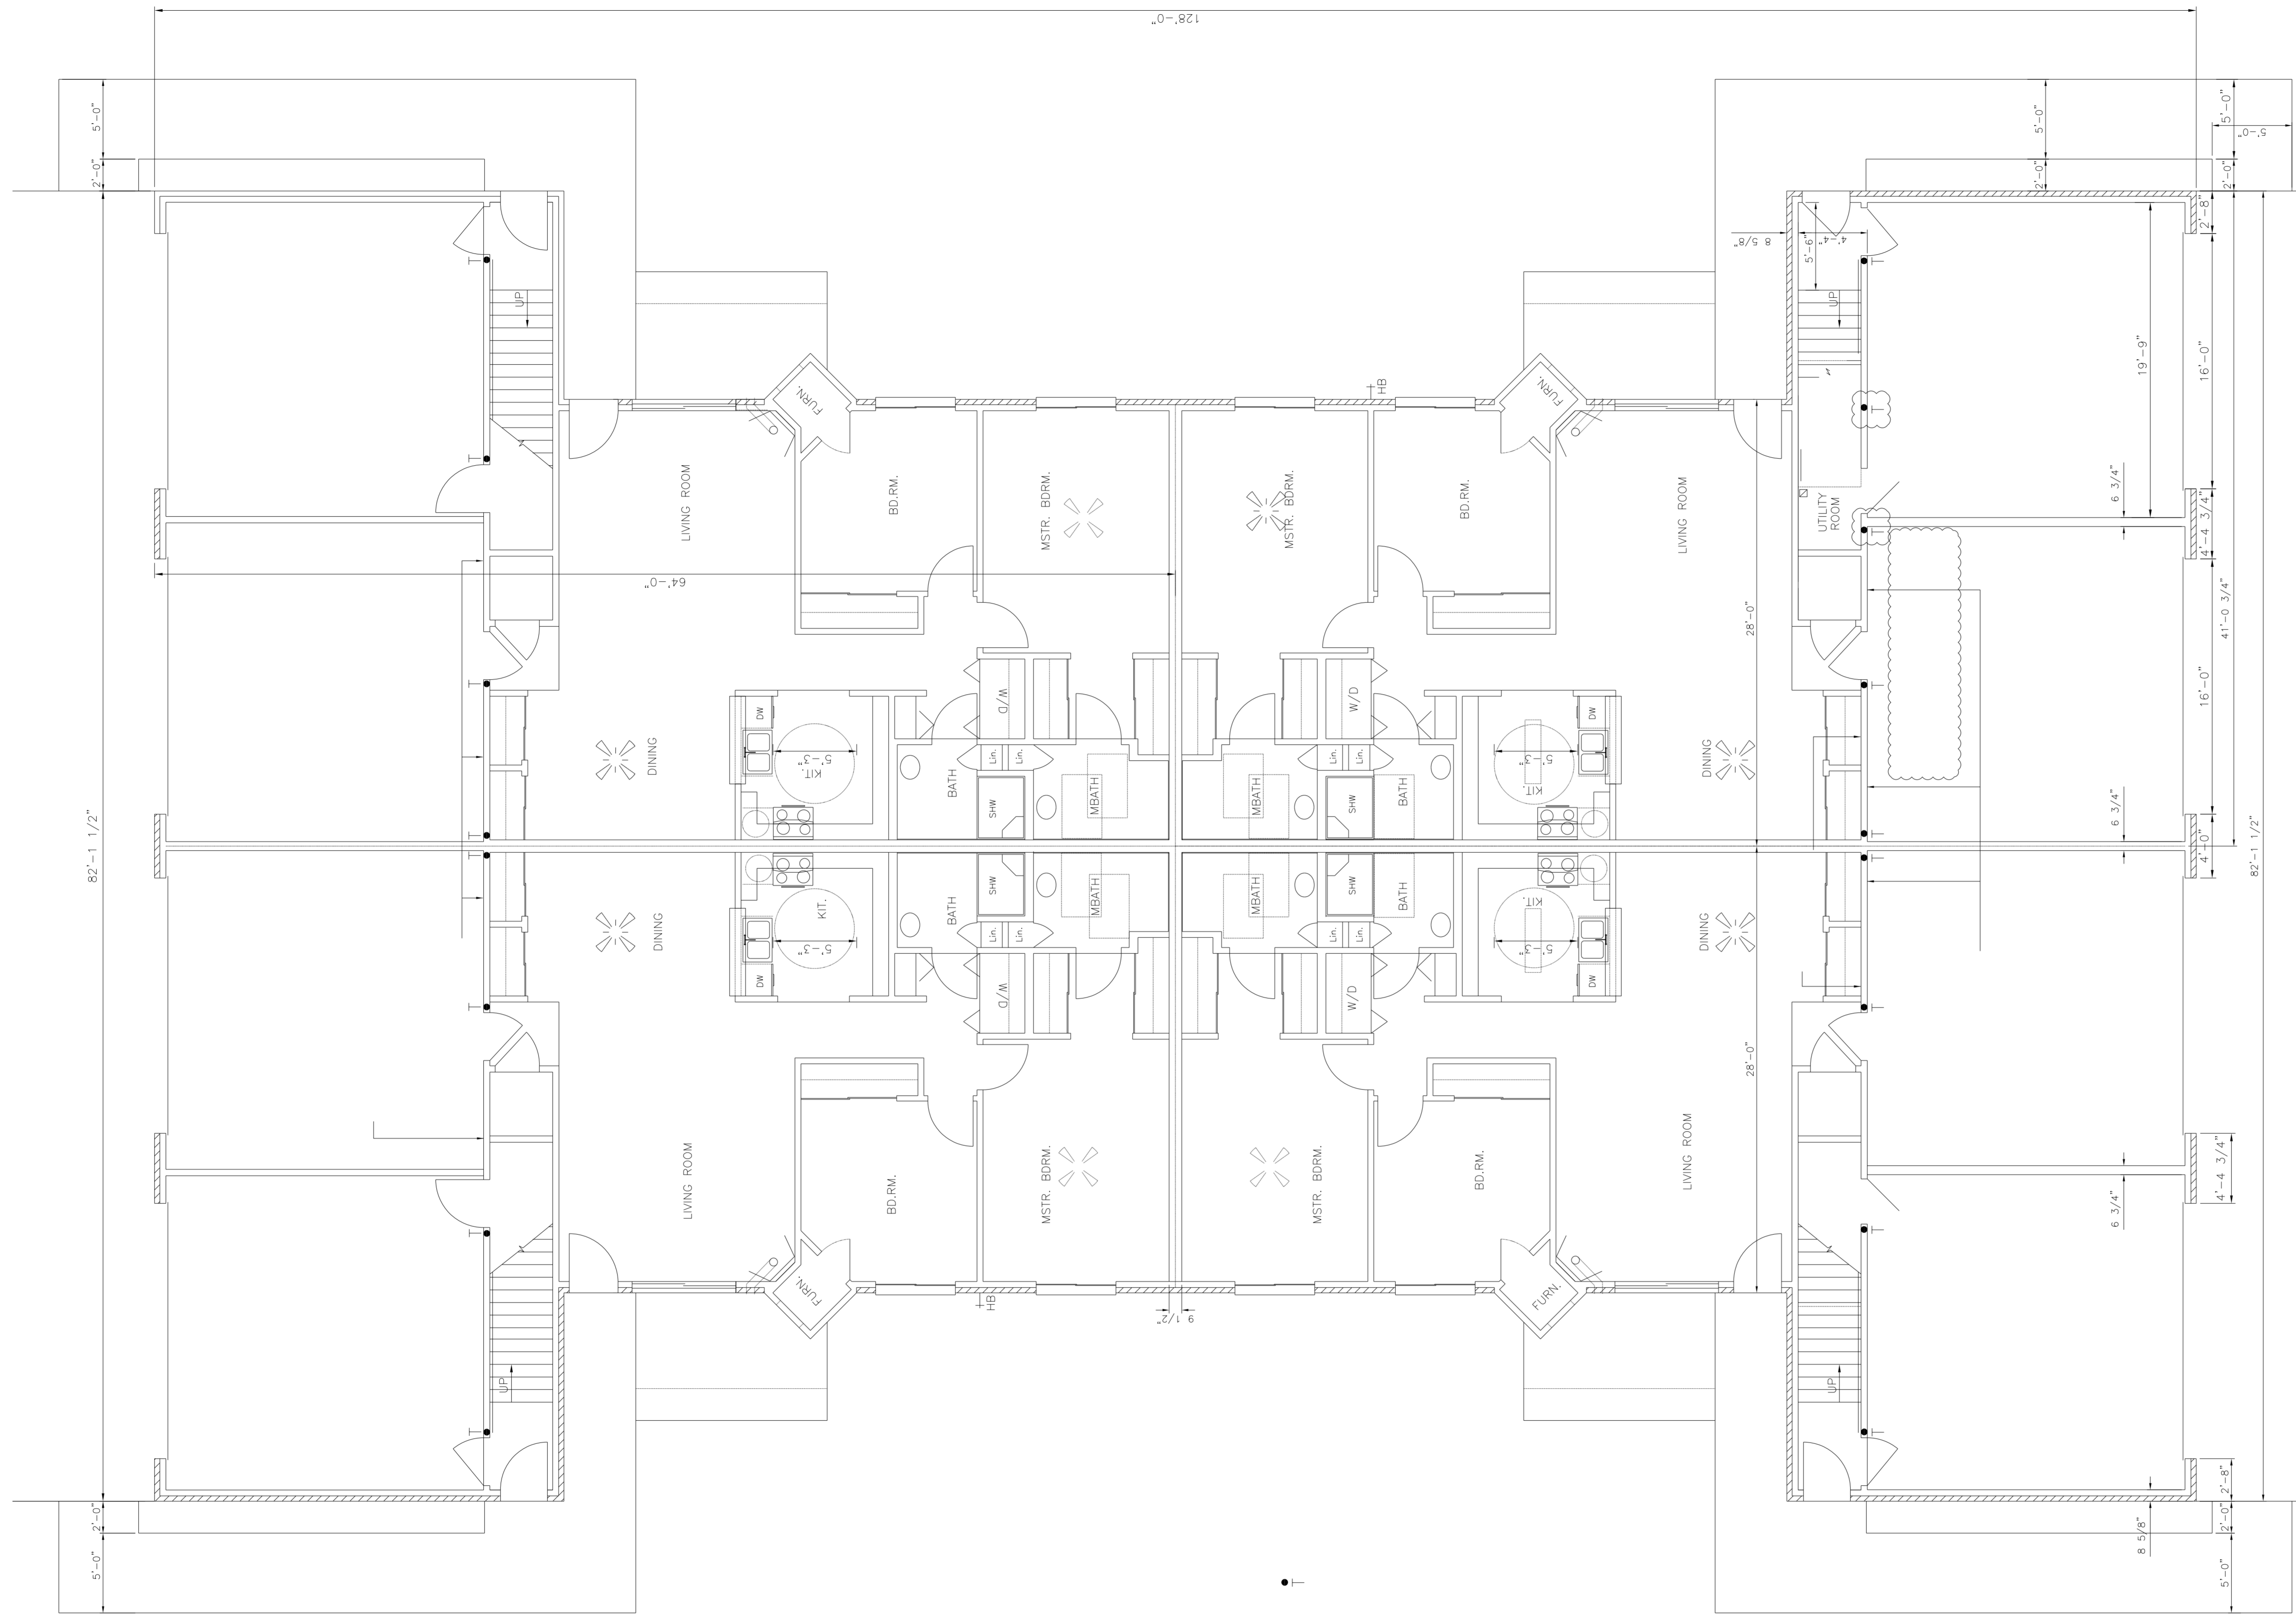 128'-0"
5'-0"
2'-0"
82'-1 1/2"
2'-0"
5'-0"
UP
UP
64'-0"
LIVING ROOM
FURN.
BD.RM.
MSTR. BDRM.
MSTR. BDRM.
HB
BD.RM.
FURN.
LIVING ROOM
DINING
DW
KIT.
5'-3"
BATH
W/D
Lin.
Lin.
SHW
MBATH
MBATH
SHW
Lin.
Lin.
W/D
BATH
KIT.
5'-3"
DW
DINING
28'-0"
DINING
DW
KIT.
5'-3"
BATH
W/D
Lin.
Lin.
SHW
MBATH
MBATH
SHW
Lin.
Lin.
W/D
BATH
KIT.
5'-3"
DW
DINING
28'-0"
LIVING ROOM
FURN.
BD.RM.
MSTR. BDRM.
HB
9 1/2"
MSTR. BDRM.
BD.RM.
FURN.
LIVING ROOM
8 5/8"
5'-6"
4'-4"
UP
UTILITY
ROOM
UP
5'-0"
2'-0"
5'-0"
2'-0"
5'-0"
2'-8"
19'-9"
16'-0"
6 3/4"
4'-4 3/4"
41'-0 3/4"
16'-0"
6 3/4"
4'-0"
82'-1 1/2"
6 3/4"
4'-4 3/4"
2'-8"
8 5/8"
2'-0"
5'-0"